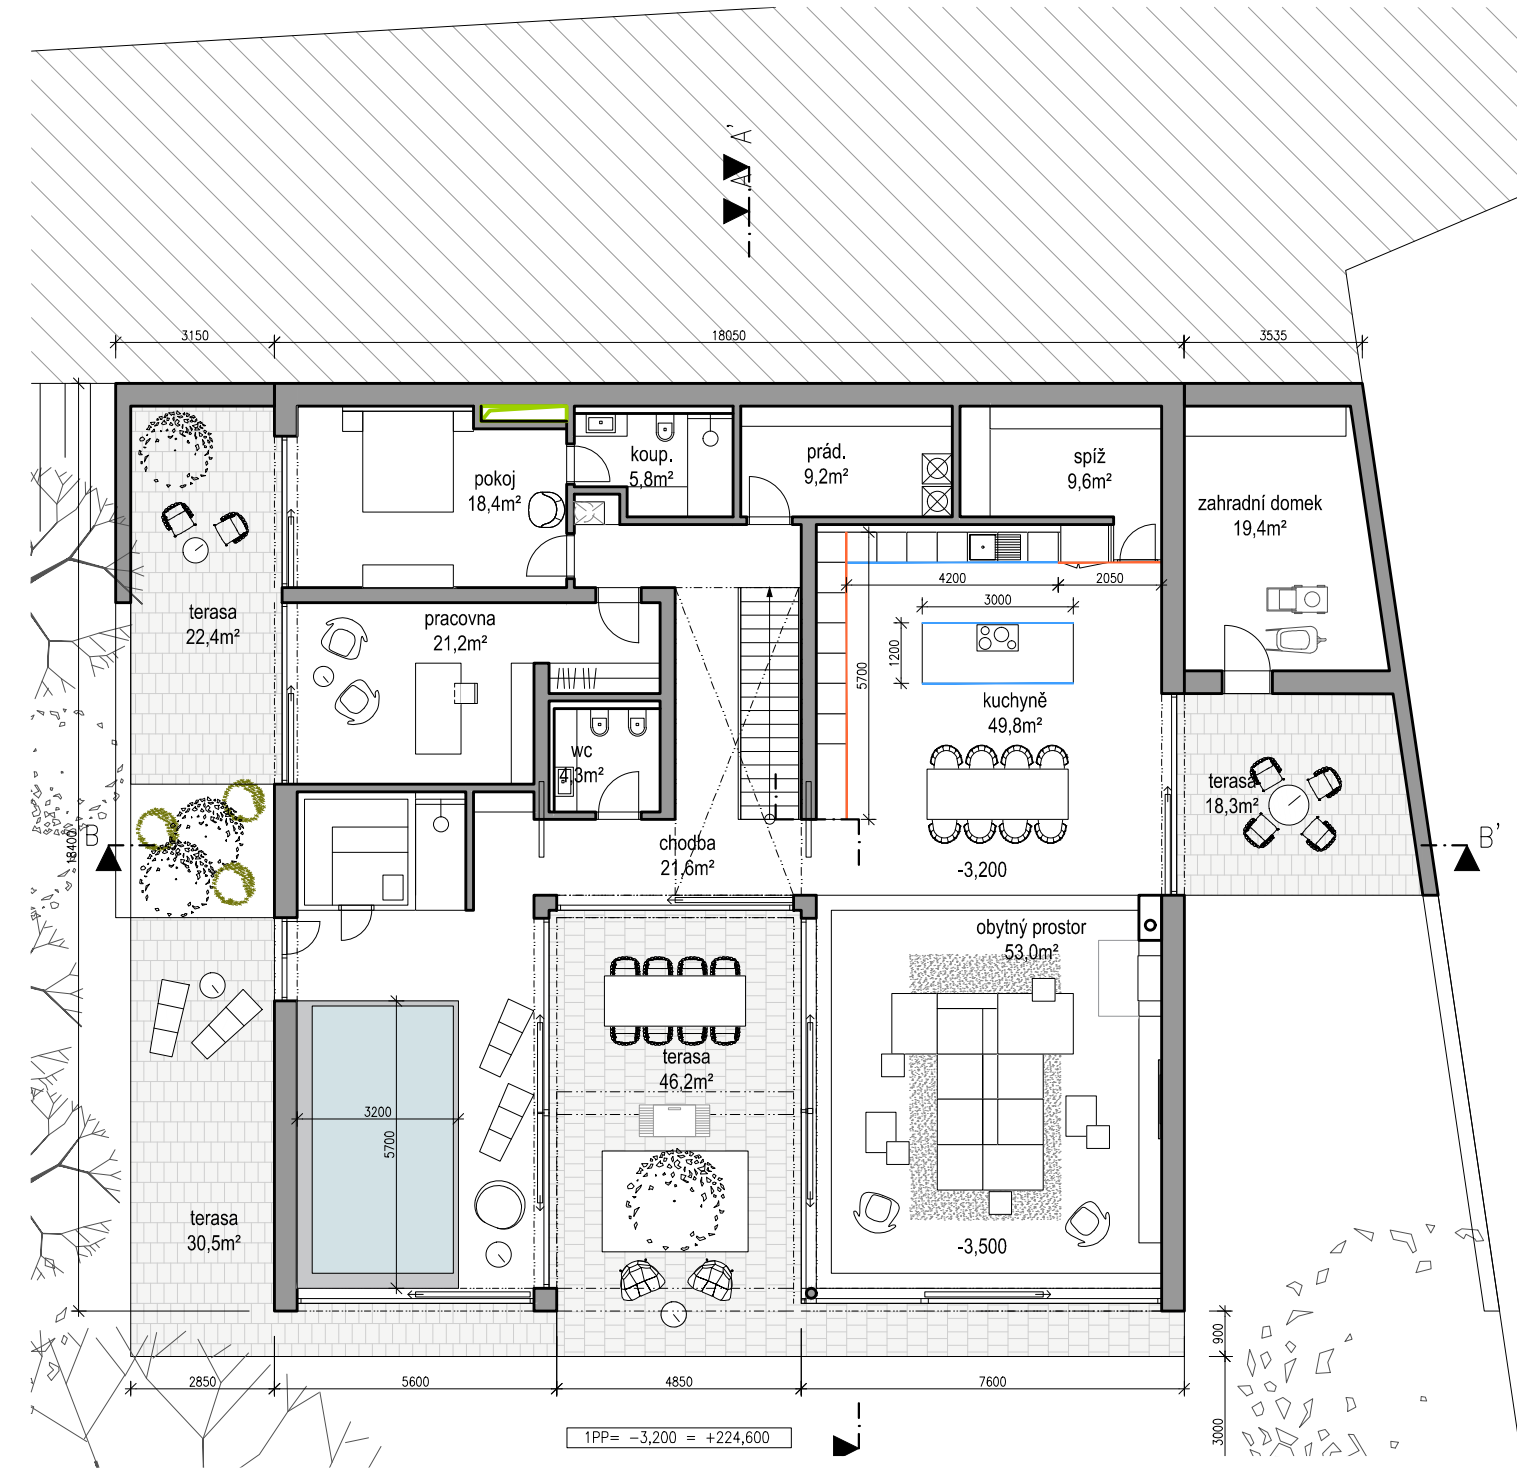 A'
A
3150
18050
3535
koup.
5,8m²
prád.
9,2m²
spíž
9,6m²
pokoj
18,4m²
zahradní domek
19,4m²
4200
2050
3000
1200
5700
terasa
22,4m²
pracovna
21,2m²
kuchyně
49,8m²
wc
4,3m²
terasa
18,3m²
B
18400
chodba
21,6m²
-3,200
B'
obytný prostor
53,0m²
terasa
46,2m²
3200
5700
terasa
30,5m²
-3,500
900
2850
5600
4850
7600
3000
1PP= -3,200 = +224,600